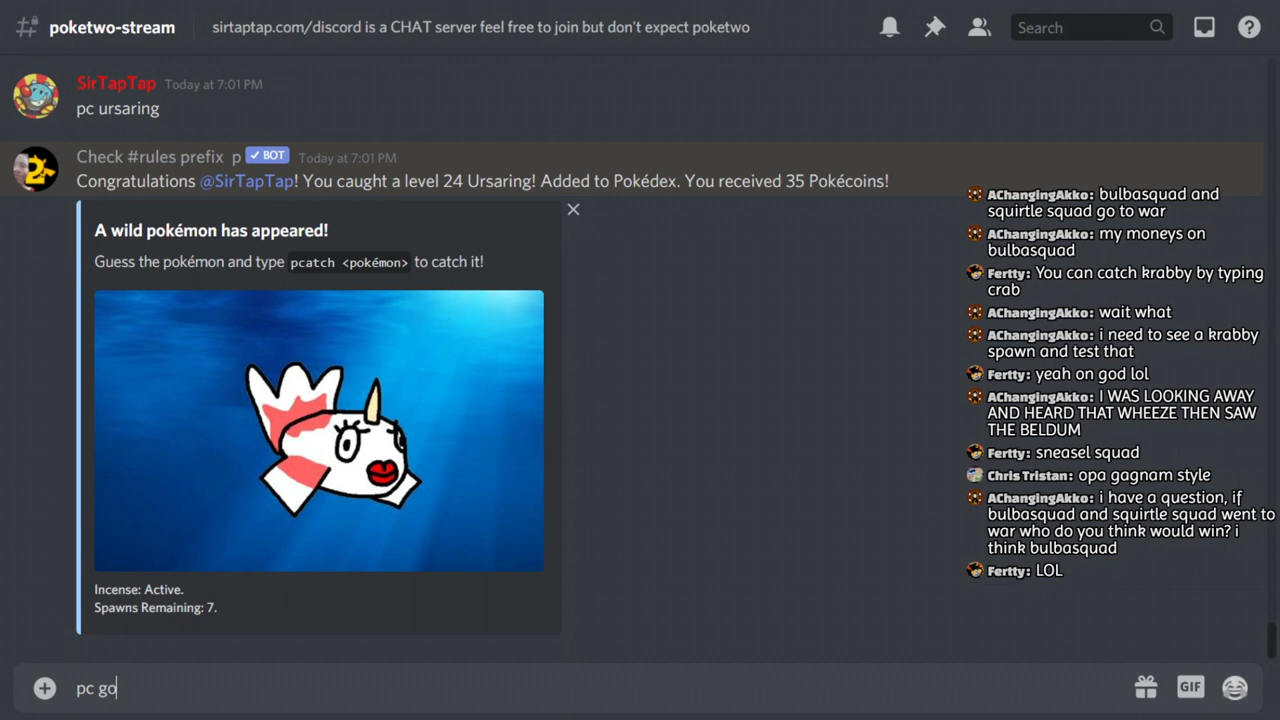 poketwo-stream
sirtaptap.com/discord is a CHAT server feel free to join but don't expect poketwo
Search
SirTapTap Today at 7:01 PM
pc ursaring
Check #rules prefix p BOT Today at 7:01 PM
Congratulations @SirTapTap! You caught a level 24 Ursaring! Added to Pokédex. You received 35 Pokécoins!
A wild pokémon has appeared!
Guess the pokémon and type pcatch <pokémon> to catch it!
Incense: Active.
Spawns Remaining: 7.
pc go
GIF
AChangingAkko: bulbasquad and
squirtle squad go to war
AChangingAkko: my moneys on
bulbasquad
Fertty: You can catch krabby by typing
crab
AChangingAkko: wait what
AChangingAkko: i need to see a krabby
spawn and test that
Fertty: yeah on god lol
AChangingAkko: I WAS LOOKING AWAY
AND HEARD THAT WHEEZE THEN SAW
THE BELDUM
Fertty: sneasel squad
Chris Tristan: opa gagnam style
AChangingAkko: i have a question, if
bulbasquad and squirtle squad went to
war who do you think would win? i
think bulbasquad
Fertty: LOL